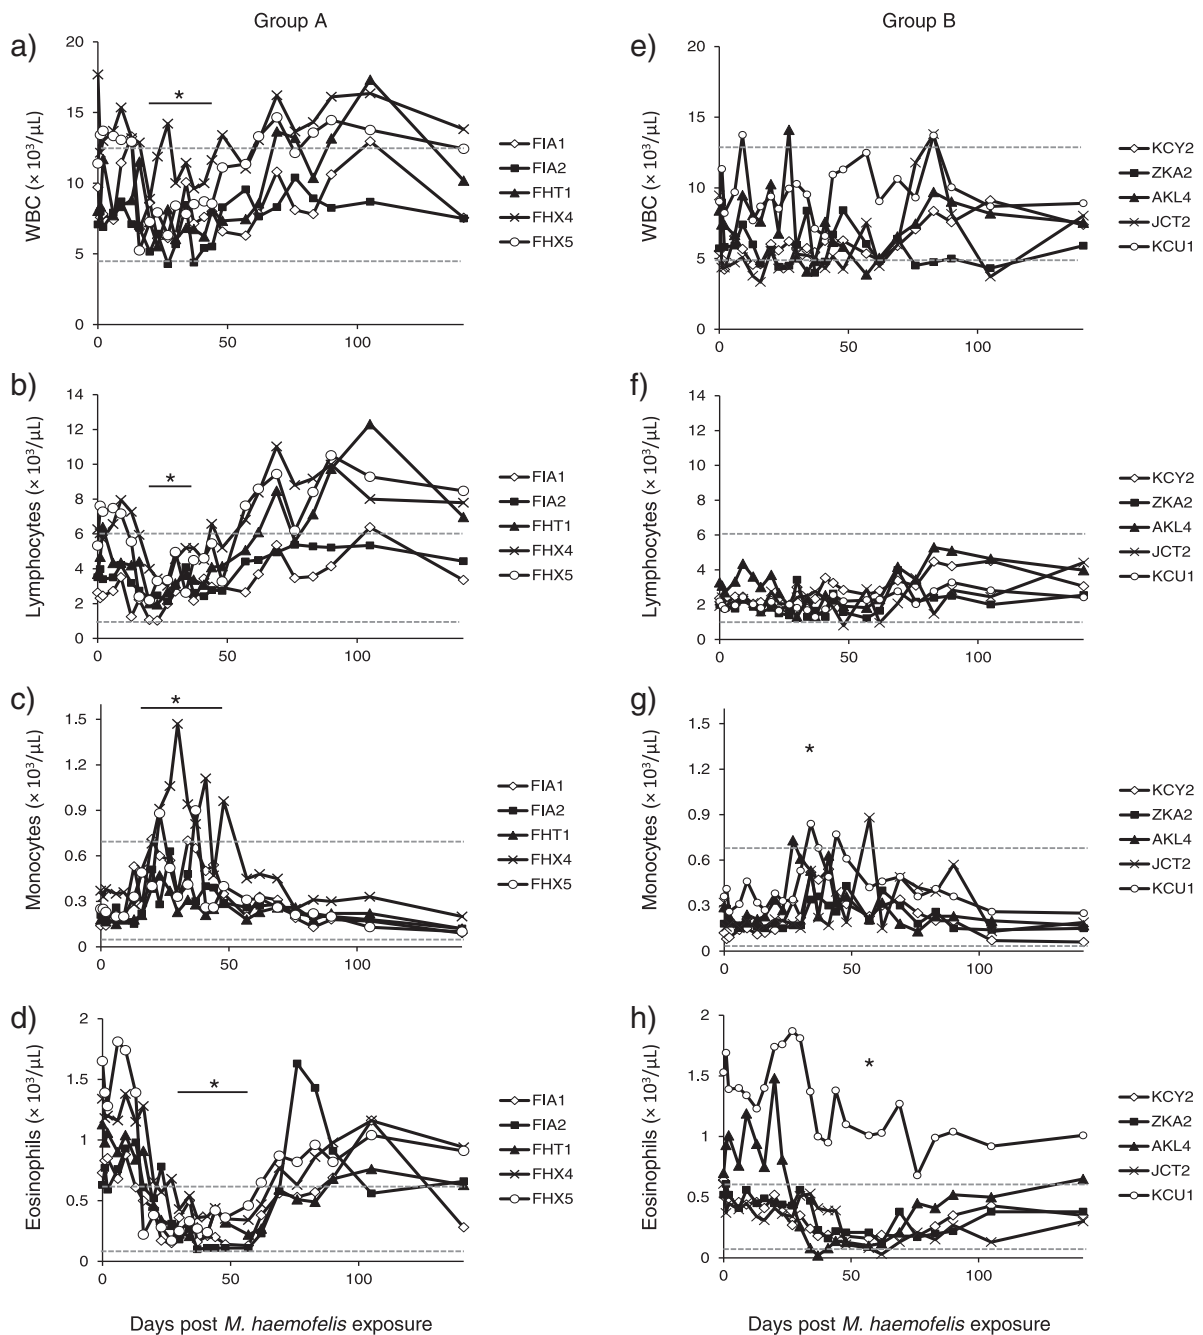 Group A
Group B
a)
WBC (× 10³/µL)
20
15
10
5
0
0
50
100
*
FIA1
FIA2
FHT1
FHX4
FHX5
e)
WBC (× 10³/µL)
20
15
10
5
0
0
50
100
KCY2
ZKA2
AKL4
JCT2
KCU1
b)
Lymphocytes (× 10³/µL)
14
12
10
8
6
4
2
0
0
50
100
*
FIA1
FIA2
FHT1
FHX4
FHX5
f)
Lymphocytes (× 10³/µL)
14
12
10
8
6
4
2
0
0
50
100
KCY2
ZKA2
AKL4
JCT2
KCU1
c)
Monocytes (× 10³/µL)
1.5
1.2
0.9
0.6
0.3
0
0
50
100
*
FIA1
FIA2
FHT1
FHX4
FHX5
g)
Monocytes (× 10³/µL)
1.5
1.2
0.9
0.6
0.3
0
0
50
100
*
KCY2
ZKA2
AKL4
JCT2
KCU1
d)
Eosinophils (× 10³/µL)
2
1.5
1
0.5
0
0
50
100
*
FIA1
FIA2
FHT1
FHX4
FHX5
h)
Eosinophils (× 10³/µL)
2
1.5
1
0.5
0
0
50
100
*
KCY2
ZKA2
AKL4
JCT2
KCU1
Days post M. haemofelis exposure
Days post M. haemofelis exposure